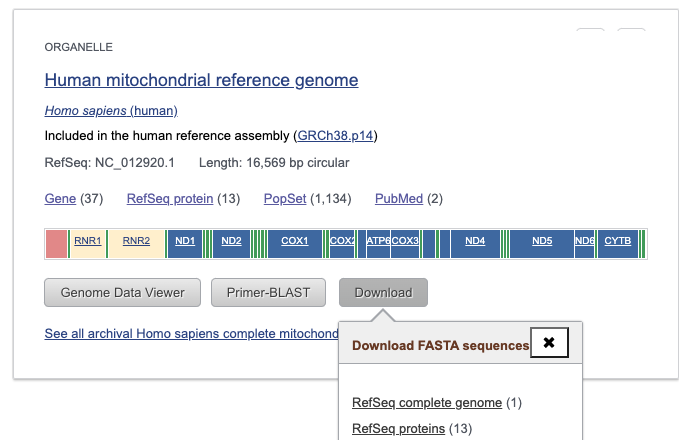 ORGANELLE
Human mitochondrial reference genome
Homo sapiens (human)
Included in the human reference assembly (GRCh38.p14)
RefSeq: NC_012920.1 Length: 16,569 bp circular
Gene (37) RefSeq protein (13) PopSet (1,134) PubMed (2)
RNR1 RNR2 ND1 ND2 COX1 COX2 ATP6 COX3 ND4 ND5 ND6 CYTB
Genome Data Viewer Primer-BLAST Download
See all archival Homo sapiens complete mitochond
Download FASTA sequences ✖
RefSeq complete genome (1)
RefSeq proteins (13)